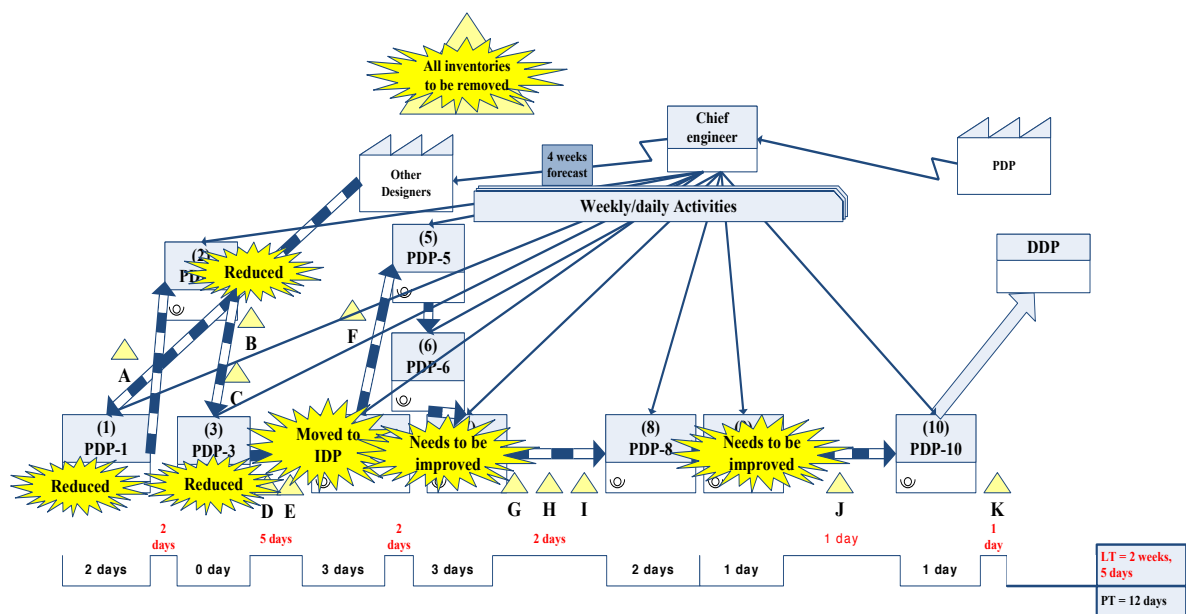 All inventories
to be removed
Chief
engineer
4 weeks
forecast
Other
Designers
PDP
Weekly/daily Activities
(5)
PDP-5
DDP
Reduced
F
B
(6)
PDP-6
A
C
(1)
PDP-1
(3)
PDP-3
Moved to
IDP
Needs to be
improved
(8)
PDP-8
Needs to be
improved
(10)
PDP-10
Reduced
Reduced
D
E
G
H
I
J
K
2
days
5 days
2
days
2 days
1 day
1
day
2 days
0 day
3 days
3 days
2 days
1 day
1 day
LT = 2 weeks,
5 days
PT = 12 days